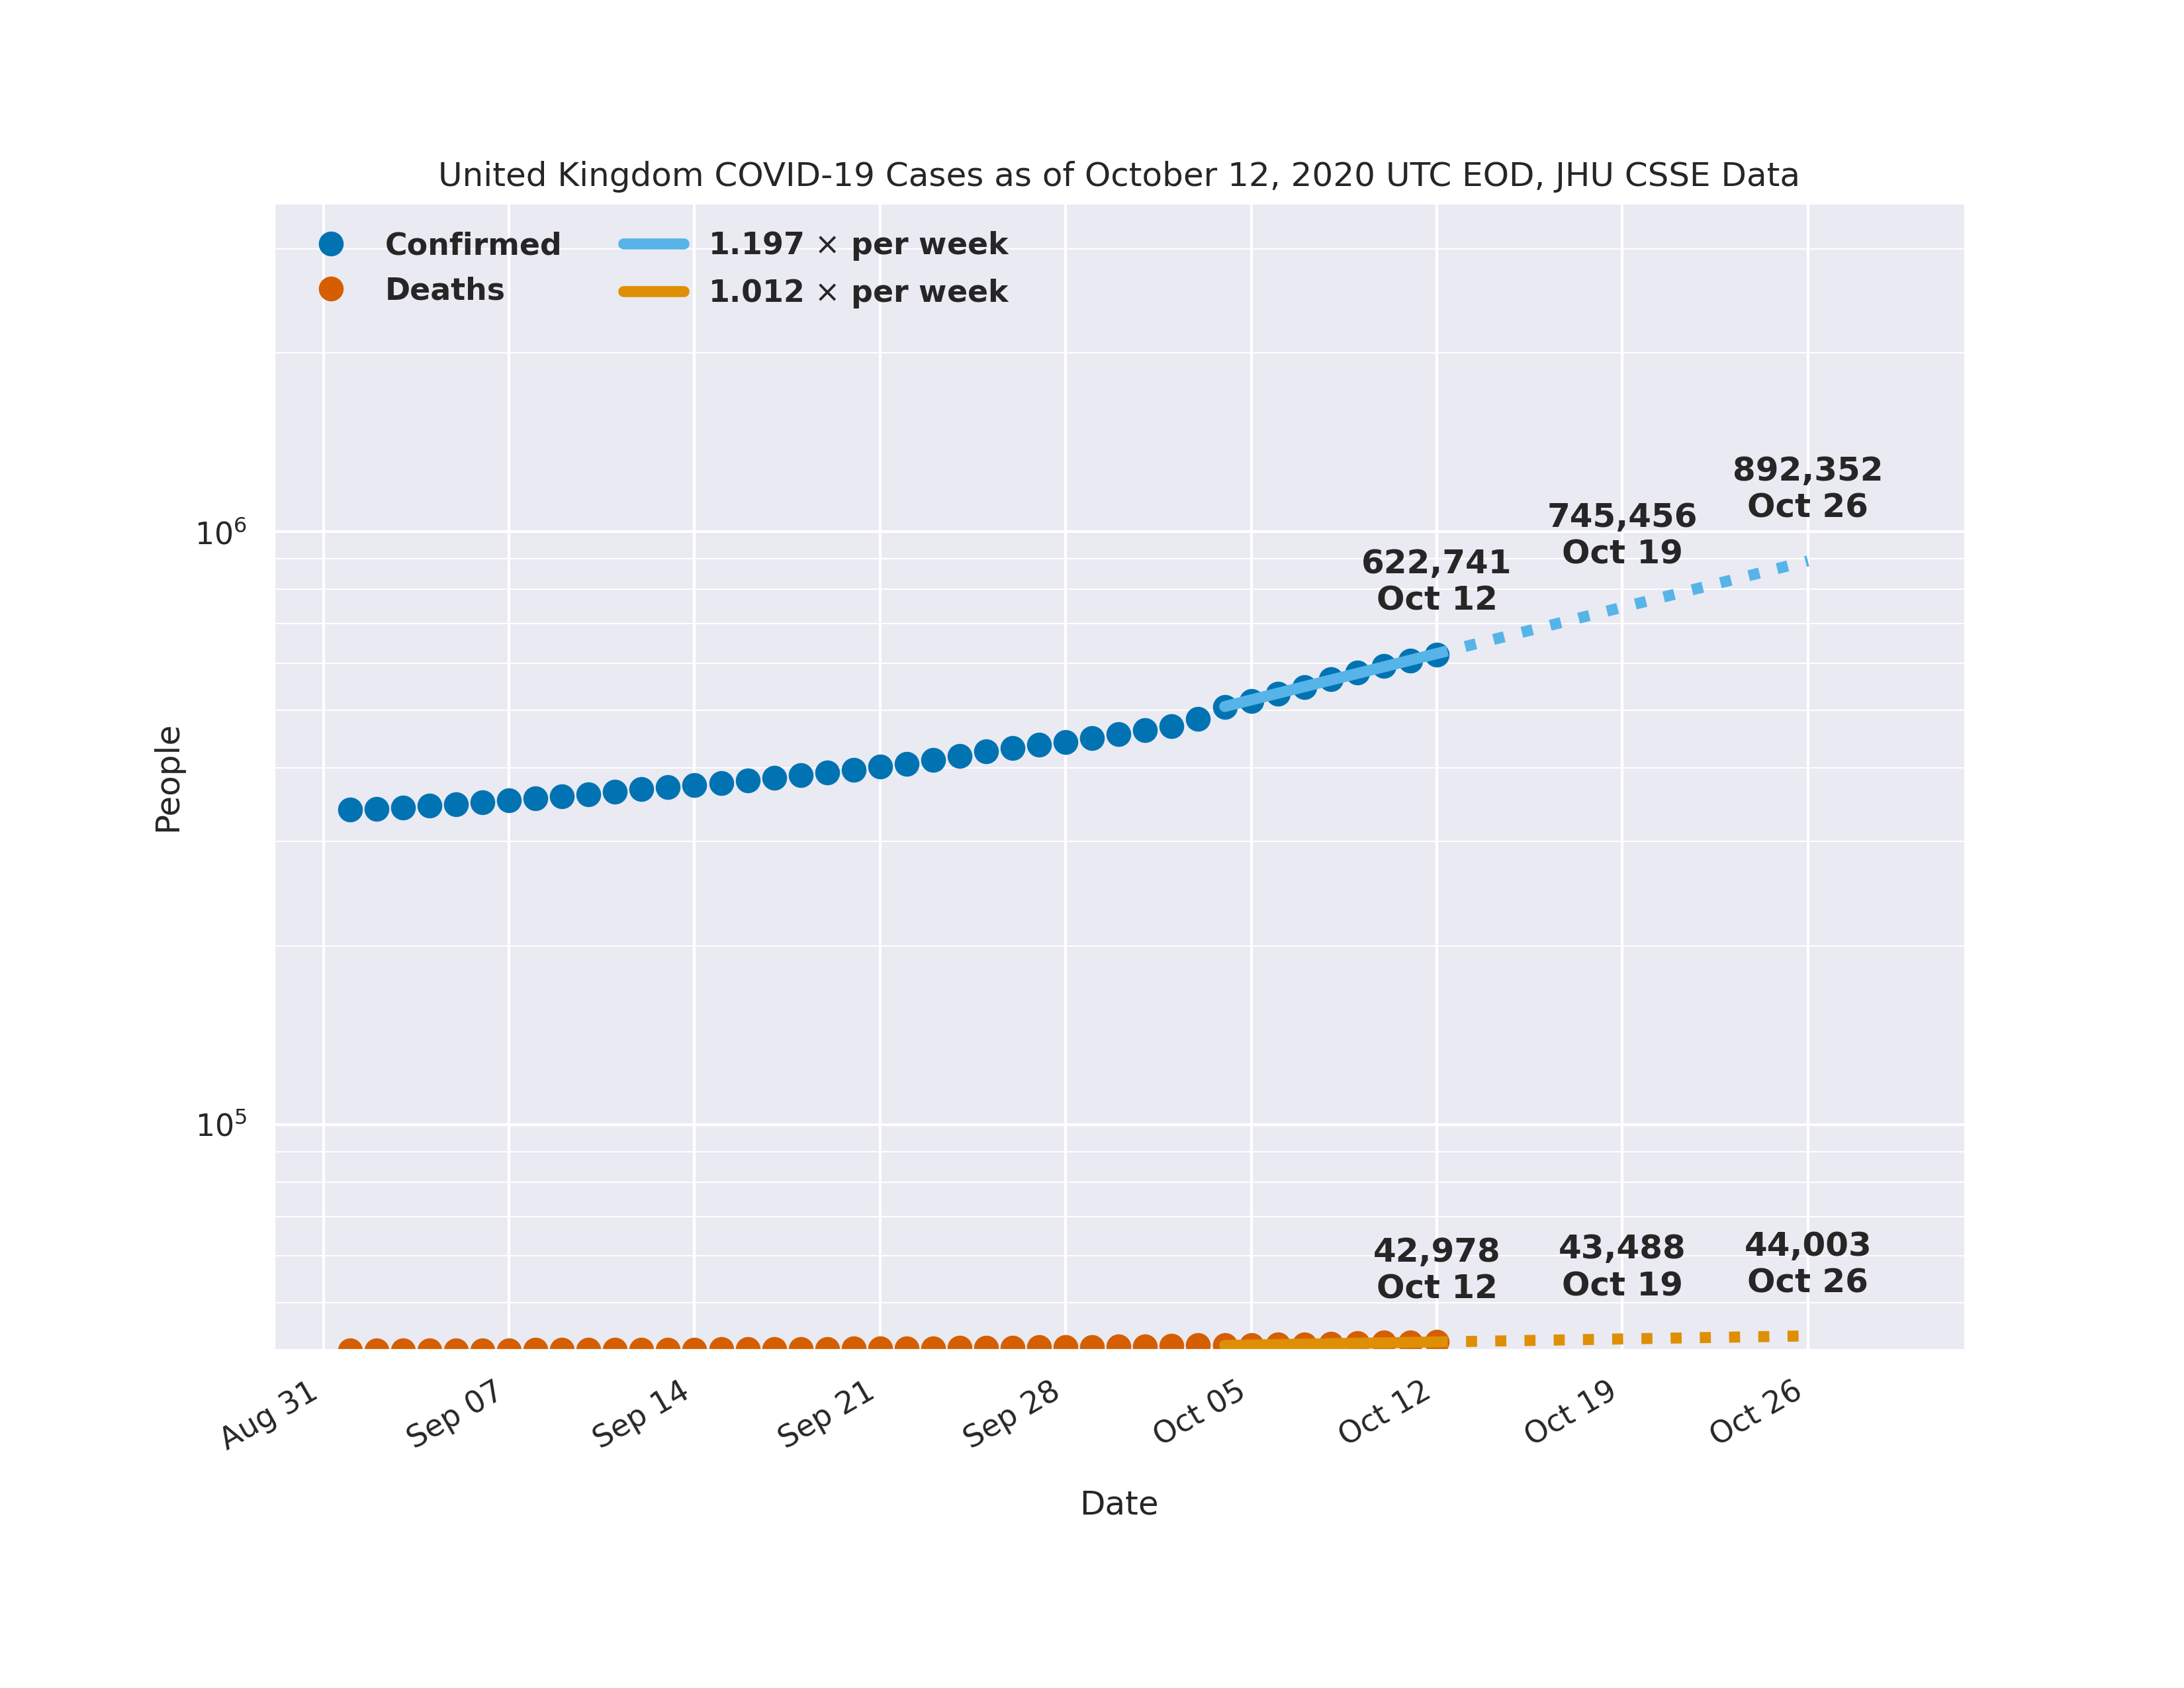 United Kingdom COVID-19 Cases as of October 12, 2020 UTC EOD, JHU CSSE Data
Confirmed
Deaths
1.197 × per week
1.012 × per week
892,352
Oct 26
745,456
Oct 19
622,741
Oct 12
10⁶
People
10⁵
42,978
Oct 12
43,488
Oct 19
44,003
Oct 26
Aug 31
Sep 07
Sep 14
Sep 21
Sep 28
Oct 05
Oct 12
Oct 19
Oct 26
Date